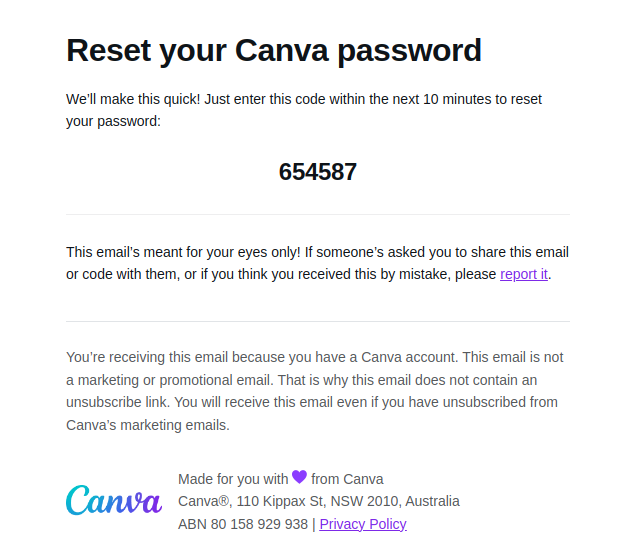 Reset your Canva password
We’ll make this quick! Just enter this code within the next 10 minutes to reset
your password:
654587
This email’s meant for your eyes only! If someone’s asked you to share this email
or code with them, or if you think you received this by mistake, please report it.
You’re receiving this email because you have a Canva account. This email is not
a marketing or promotional email. That is why this email does not contain an
unsubscribe link. You will receive this email even if you have unsubscribed from
Canva’s marketing emails.
Canva
Made for you with 💜 from Canva
Canva®, 110 Kippax St, NSW 2010, Australia
ABN 80 158 929 938 | Privacy Policy